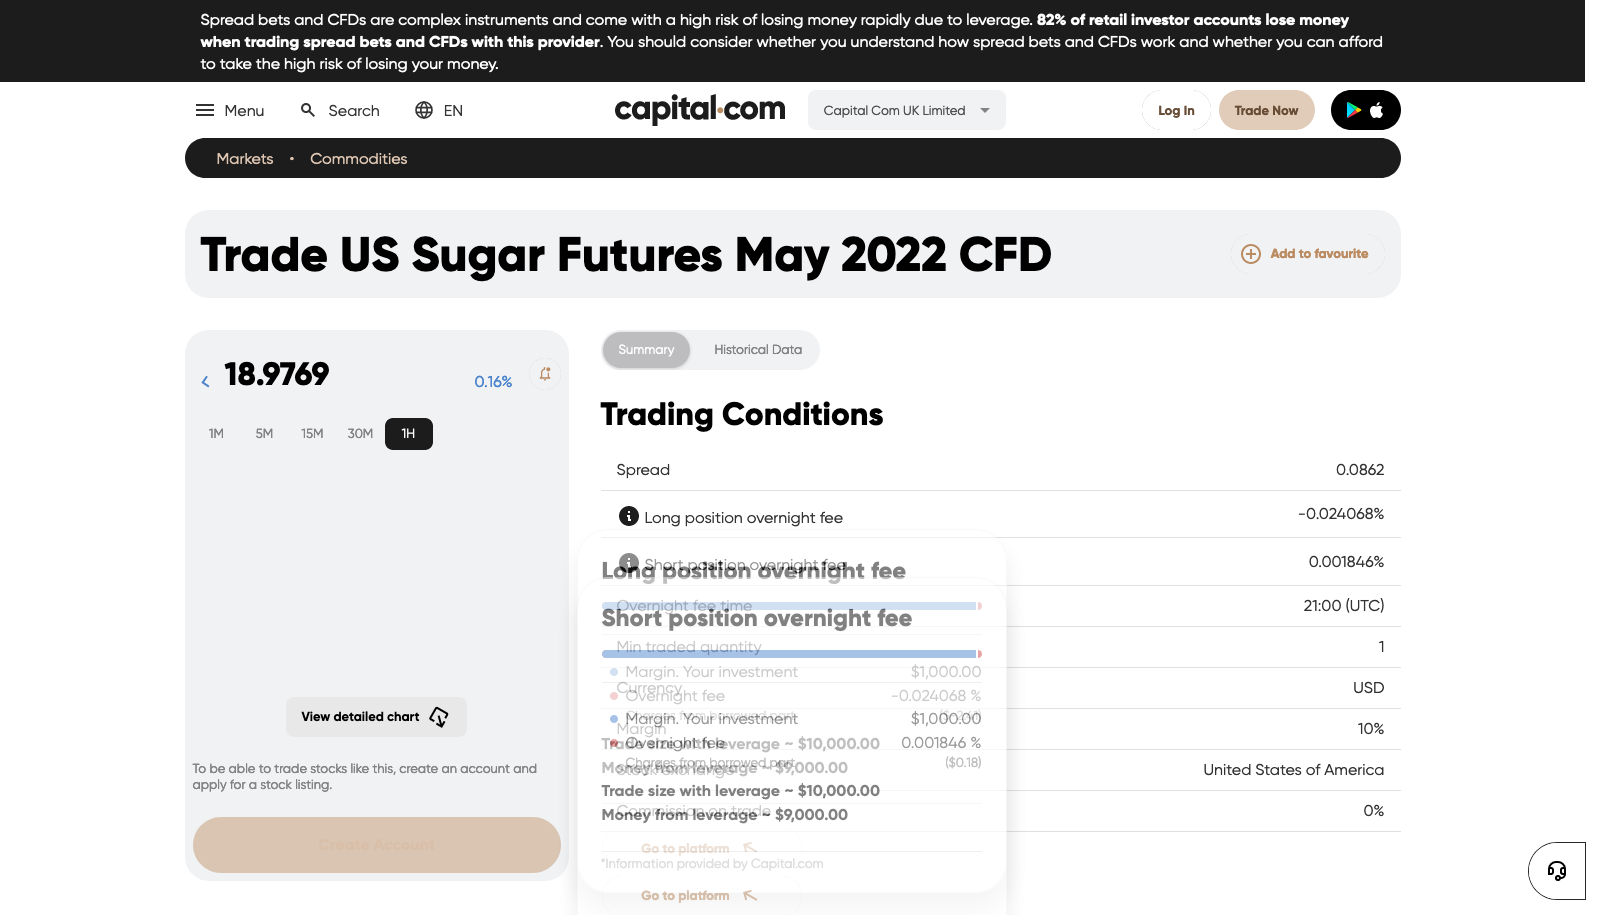 Spread bets and CFDs are complex instruments and come with a high risk of losing money rapidly due to leverage. 82% of retail investor accounts lose money
when trading spread bets and CFDs with this provider. You should consider whether you understand how spread bets and CFDs work and whether you can afford
to take the high risk of losing your money.
Menu Search EN capital.com Capital Com UK Limited Log In Trade Now
Markets • Commodities
Trade US Sugar Futures May 2022 CFD
Add to favourite
18.9769 0.16%
1M 5M 15M 30M 1H
View detailed chart
To be able to trade stocks like this, create an account and
apply for a stock listing.
Create Account
Summary Historical Data
Trading Conditions
Spread 0.0862
Long position overnight fee -0.024068%
Short position overnight fee 0.001846%
Long position overnight fee
Overnight fee time 21:00 (UTC)
Short position overnight fee
Min traded quantity 1
Margin. Your investment $1,000.00
Currency USD
Overnight fee -0.024068 %
Charges from borrowed part
Margin. Your investment $1,000.00
Margin 10%
Overnight fee 0.001846 %
Trade size with leverage ~ $10,000.00
Charges from borrowed part ($0.18)
Money from leverage ~ $9,000.00
Stock exchange United States of America
Trade size with leverage ~ $10,000.00
Commission on trade 0%
Money from leverage ~ $9,000.00
Go to platform
*Information provided by Capital.com
Go to platform